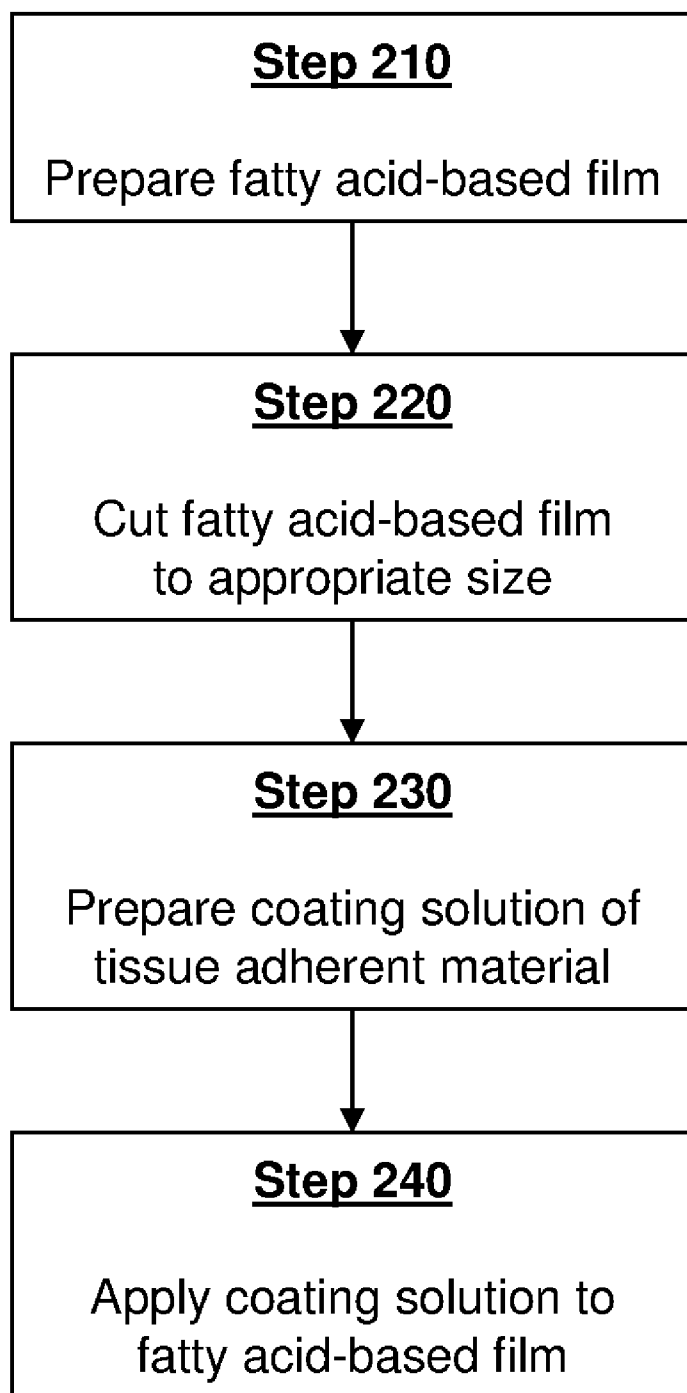 Step 210
Prepare fatty acid-based film
Step 220
Cut fatty acid-based film
to appropriate size
Step 230
Prepare coating solution of
tissue adherent material
Step 240
Apply coating solution to
fatty acid-based film